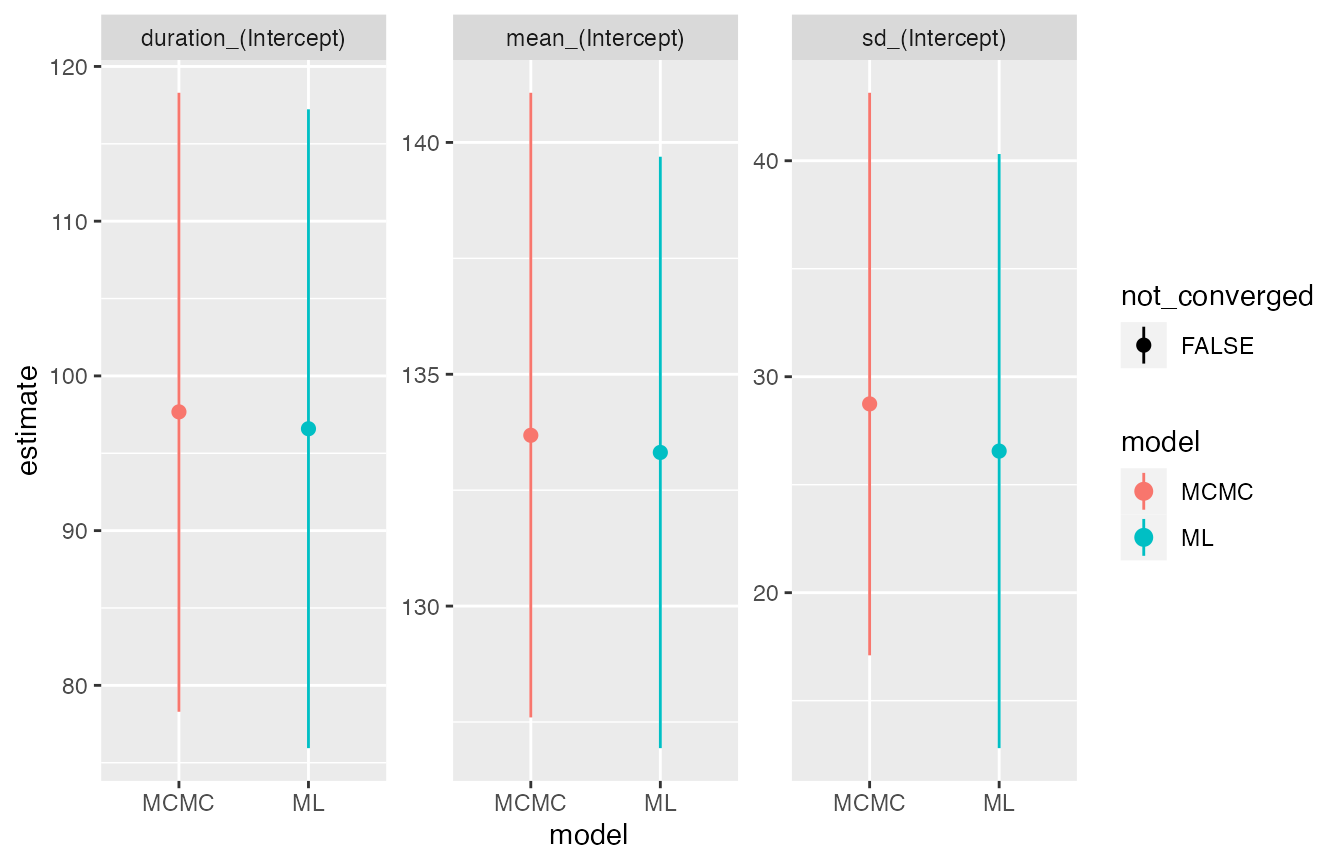 duration_(Intercept)
mean_(Intercept)
sd_(Intercept)
120
110
100
90
80
140
135
130
40
30
20
estimate
MCMC
ML
MCMC
ML
MCMC
ML
model
not_converged
FALSE
model
MCMC
ML